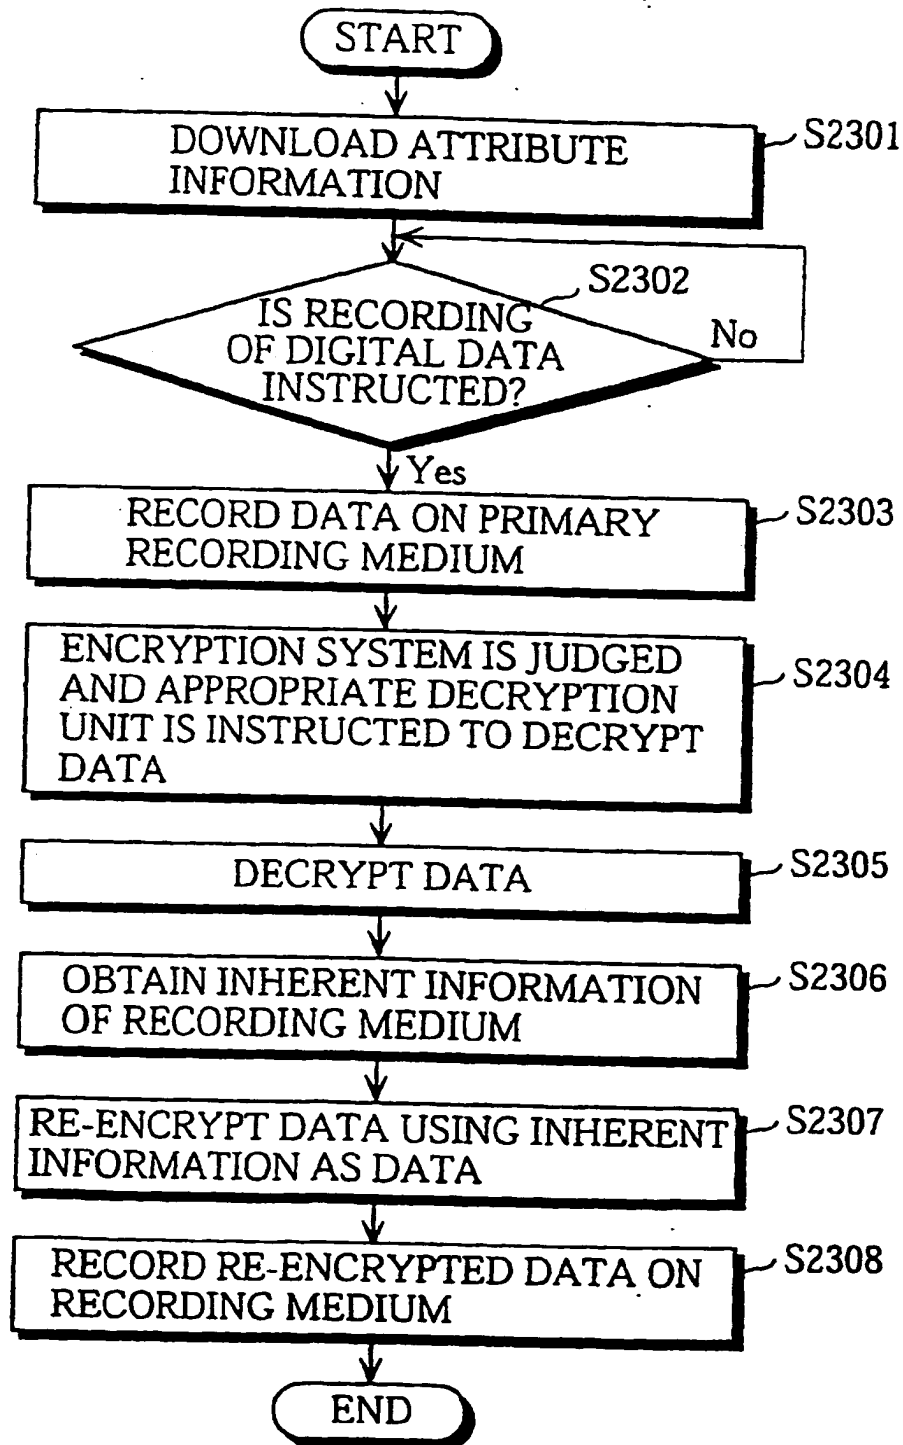 START
DOWNLOAD ATTRIBUTE
INFORMATION
S2301
S2302
IS RECORDING
OF DIGITAL DATA
INSTRUCTED?
No
Yes
RECORD DATA ON PRIMARY
RECORDING MEDIUM
S2303
ENCRYPTION SYSTEM IS JUDGED
AND APPROPRIATE DECRYPTION
UNIT IS INSTRUCTED TO DECRYPT
DATA
S2304
DECRYPT DATA
S2305
OBTAIN INHERENT INFORMATION
OF RECORDING MEDIUM
S2306
RE-ENCRYPT DATA USING INHERENT
INFORMATION AS DATA
S2307
RECORD RE-ENCRYPTED DATA ON
RECORDING MEDIUM
S2308
END